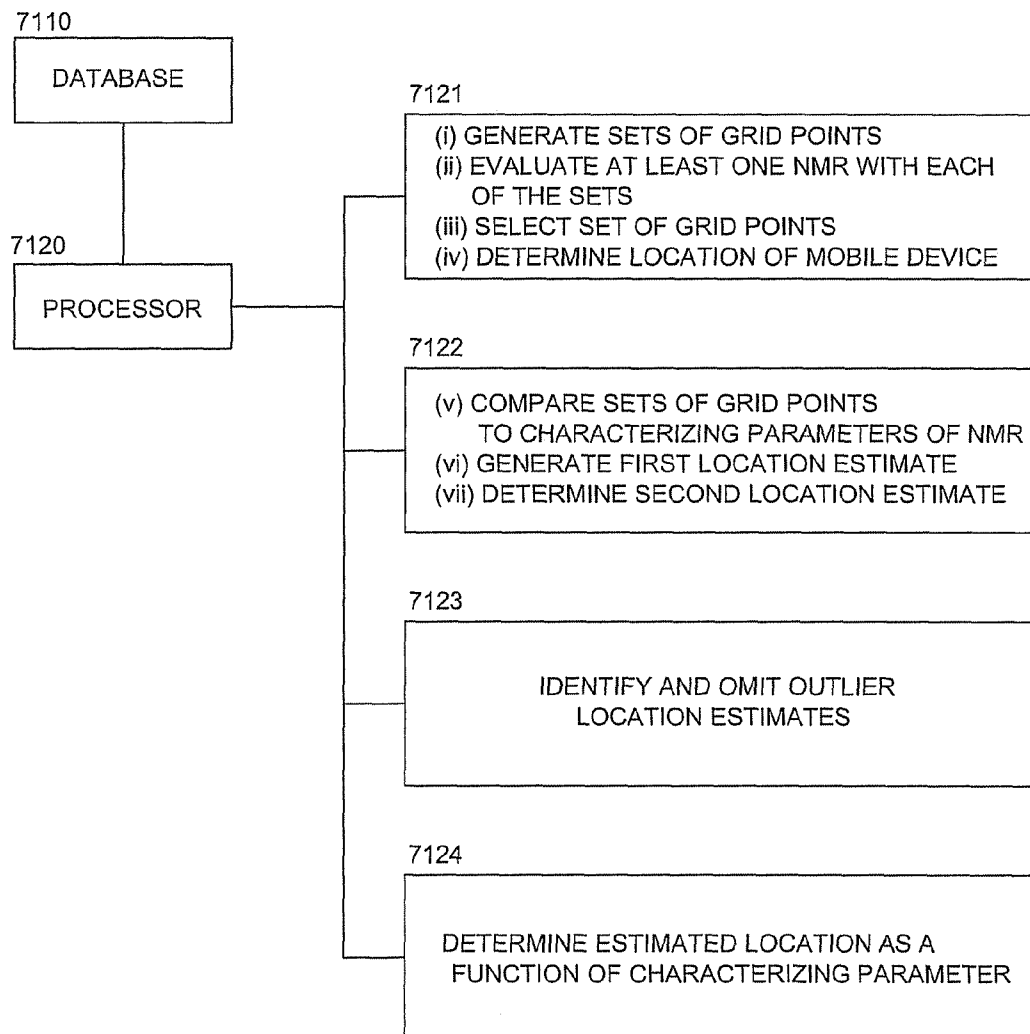 7110
DATABASE
7120
PROCESSOR
7121
(i) GENERATE SETS OF GRID POINTS
(ii) EVALUATE AT LEAST ONE NMR WITH EACH
OF THE SETS
(iii) SELECT SET OF GRID POINTS
(iv) DETERMINE LOCATION OF MOBILE DEVICE
7122
(v) COMPARE SETS OF GRID POINTS
TO CHARACTERIZING PARAMETERS OF NMR
(vi) GENERATE FIRST LOCATION ESTIMATE
(vii) DETERMINE SECOND LOCATION ESTIMATE
7123
IDENTIFY AND OMIT OUTLIER
LOCATION ESTIMATES
7124
DETERMINE ESTIMATED LOCATION AS A
FUNCTION OF CHARACTERIZING PARAMETER